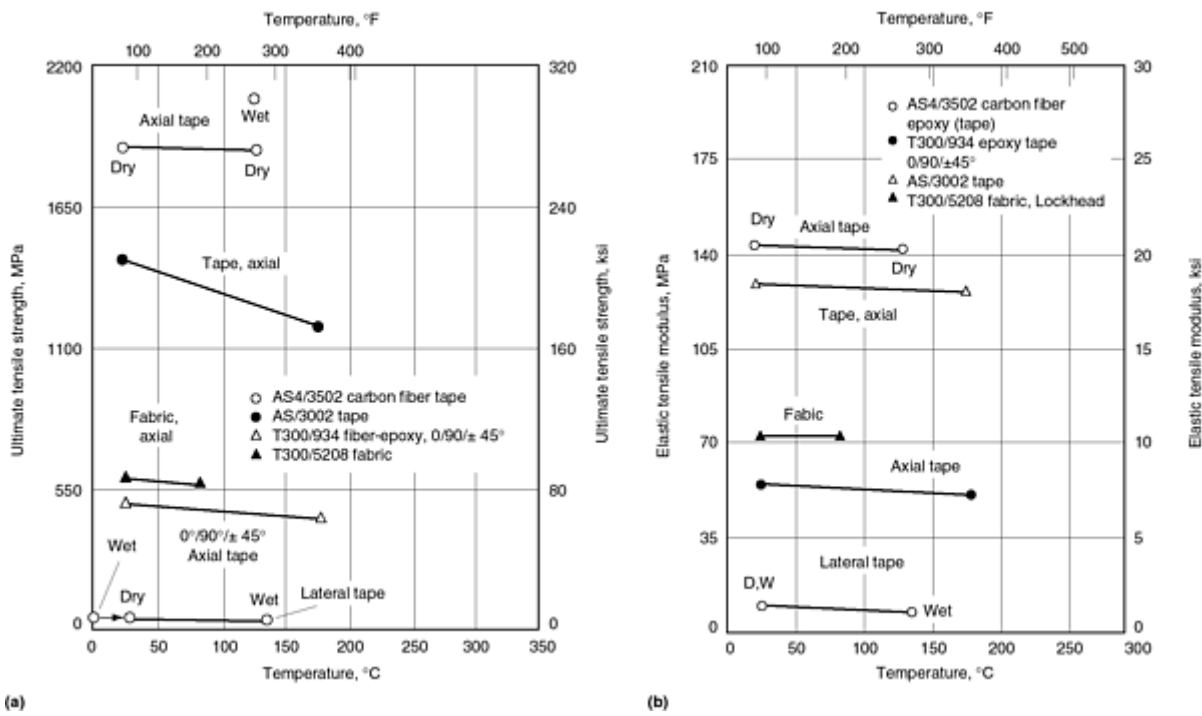 Temperature, °F
100 200 300 400
2200
1650
1100
550
0
Ultimate tensile strength, MPa
320
240
160
80
0
Ultimate tensile strength, ksi
Axial tape
Wet
Dry
Dry
Tape, axial
AS4/3502 carbon fiber tape
AS/3002 tape
T300/934 fiber-epoxy, 0/90/± 45°
T300/5208 fabric
Fabric,
axial
0°/90°/± 45°
Axial tape
Wet
Dry
Wet
Lateral tape
0 50 100 150 200 250 300 350
Temperature, °C
(a)
Temperature, °F
100 200 300 400 500
210
175
140
105
70
35
0
Elastic tensile modulus, MPa
30
25
20
15
10
5
0
Elastic tensile modulus, ksi
AS4/3502 carbon fiber
epoxy (tape)
T300/934 epoxy tape
0/90/±45°
AS/3002 tape
T300/5208 fabric, Lockhead
Dry
Axial tape
Dry
Tape, axial
Fabic
Axial tape
Lateral tape
D,W
Wet
0 50 100 150 200 250 300
Temperature, °C
(b)